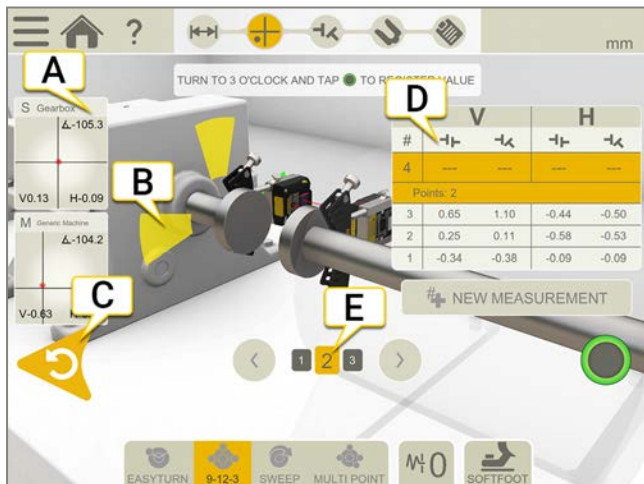 ?
mm
TURN TO 3 O'CLOCK AND TAP TO REGISTER VALUE
A
S Gearbox
∡-105.3
V0.13 H-0.09
M Generic Machine
∡-104.2
V-0.63
B
C
D
V H
#
4 --- --- --- ---
Points: 2
3 0.65 1.10 -0.44 -0.50
2 0.25 0.11 -0.58 -0.53
1 -0.34 -0.38 -0.09 -0.09
# NEW MEASUREMENT
E
‹ 1 2 3 ›
EASYTURN 9-12-3 SWEEP MULTI POINT
0
SOFTFOOT